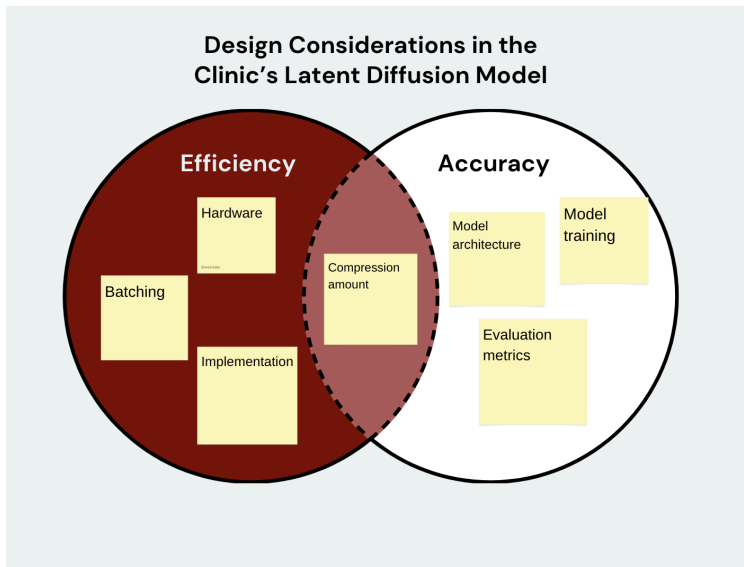 Design Considerations in the
Clinic's Latent Diffusion Model
Efficiency
Accuracy
Hardware
Batching
Implementation
Compression
amount
Model
architecture
Model
training
Evaluation
metrics